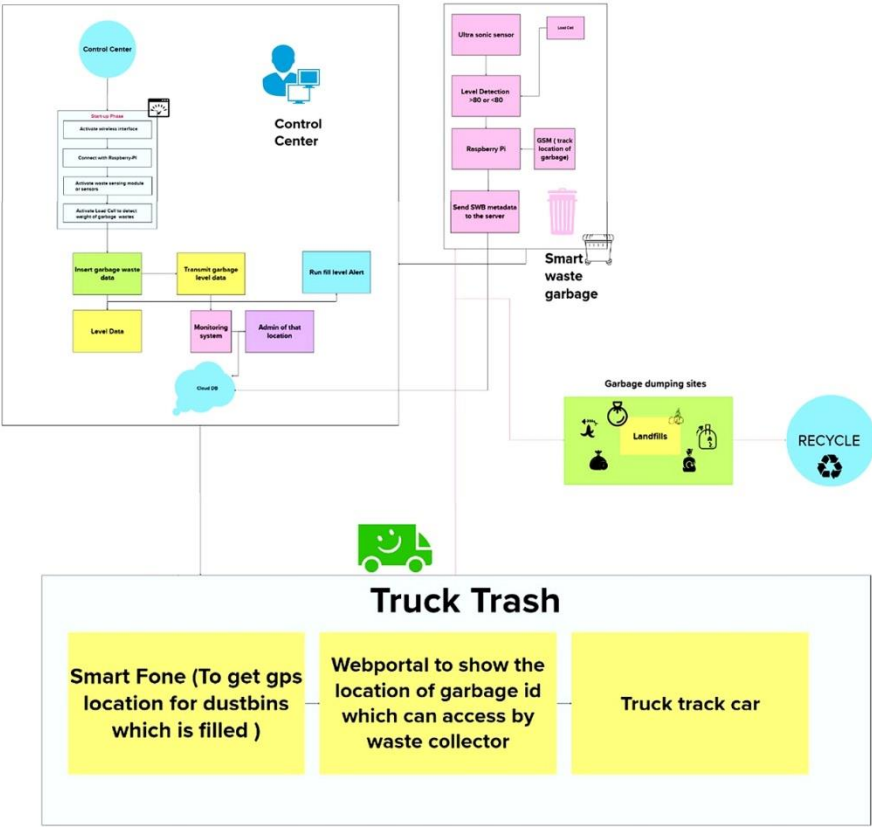 Control Center
Control
Center
Start-up Phase
Activate wireless interface
Connect with Raspberry-Pi
Activate waste sensing module
or sensors
Activate Load Cell to detect
weight of garbage wastes
Insert garbage waste
data
Transmit garbage
level data
Run fill level Alert
Level Data
Monitoring
system
Admin of that
location
Cloud DB
Ultra sonic sensor
Load Cell
Level Detection
>80 or <80
Raspberry Pi
GSM ( track
location of
garbage)
Send SWB metadata
to the server
Smart
waste
garbage
Garbage dumping sites
Landfills
RECYCLE
Truck Trash
Smart Fone (To get gps
location for dustbins
which is filled )
Webportal to show the
location of garbage id
which can access by
waste collector
Truck track car